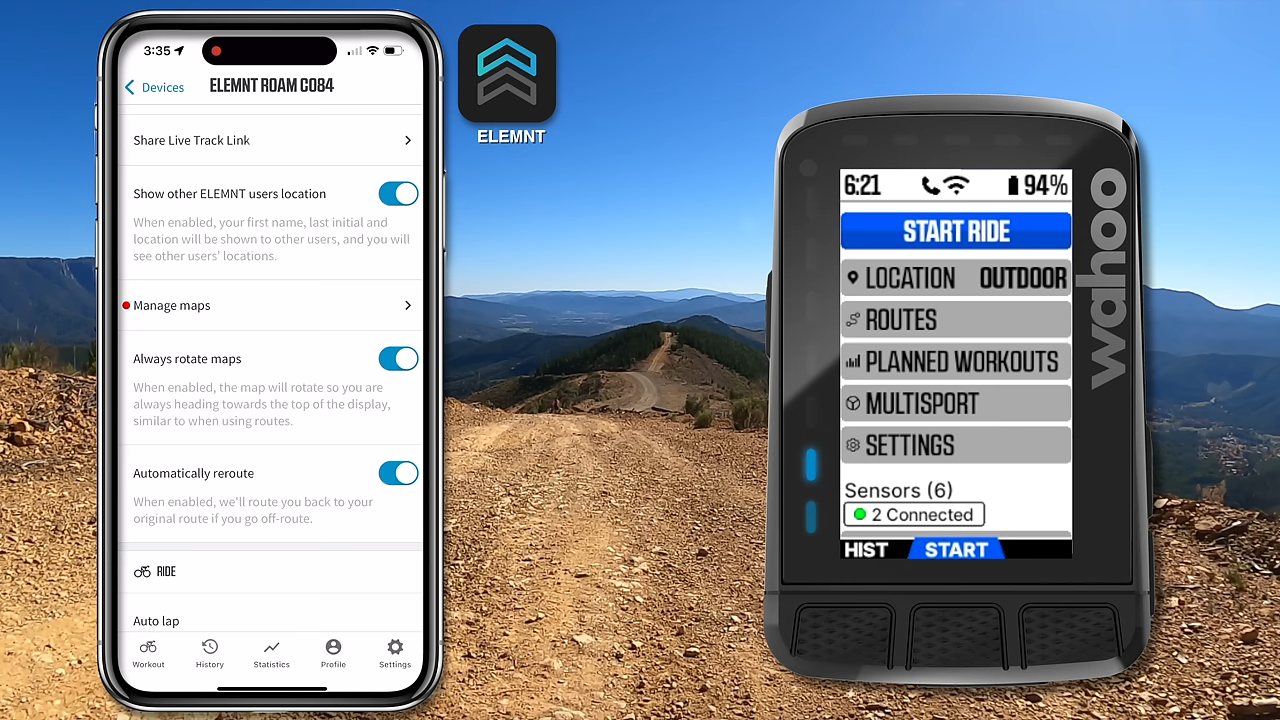 3:35
Devices
ELEMNT ROAM C084
Share Live Track Link
Show other ELEMNT users location
When enabled, your first name, last initial and
location will be shown to other users, and you will
see other users' locations.
Manage maps
Always rotate maps
When enabled, the map will rotate so you are
always heading towards the top of the display,
similar to when using routes.
Automatically reroute
When enabled, we'll route you back to your
original route if you go off-route.
RIDE
Auto lap
Workout History Statistics Profile Settings
ELEMNT
6:21 94%
START RIDE
LOCATION OUTDOOR
ROUTES
PLANNED WORKOUTS
MULTISPORT
SETTINGS
Sensors (6)
2 Connected
HIST START
wahoo